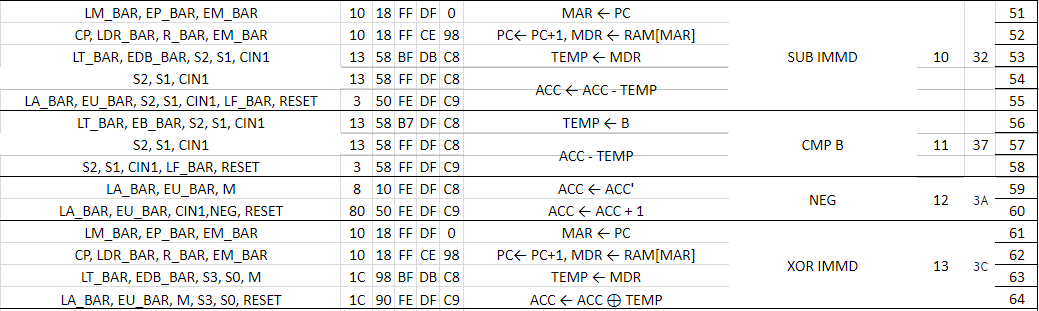 LM_BAR, EP_BAR, EM_BAR 10 18 FF DF 0 MAR ← PC 51
CP, LDR_BAR, R_BAR, EM_BAR 10 18 FF CE 98 PC← PC+1, MDR ← RAM[MAR] 52
LT_BAR, EDB_BAR, S2, S1, CIN1 13 58 BF DB C8 TEMP ← MDR SUB IMMD 10 32 53
S2, S1, CIN1 13 58 FF DF C8 54
ACC ← ACC - TEMP
LA_BAR, EU_BAR, S2, S1, CIN1, LF_BAR, RESET 3 50 FE DF C9 55
LT_BAR, EB_BAR, S2, S1, CIN1 13 58 B7 DF C8 TEMP ← B 56
S2, S1, CIN1 13 58 FF DF C8 CMP B 11 37 57
ACC - TEMP
S2, S1, CIN1, LF_BAR, RESET 3 58 FF DF C9 58
LA_BAR, EU_BAR, M 8 10 FE DF C8 ACC ← ACC' 59
NEG 12 3A
LA_BAR, EU_BAR, CIN1,NEG, RESET 80 50 FE DF C9 ACC ← ACC + 1 60
LM_BAR, EP_BAR, EM_BAR 10 18 FF DF 0 MAR ← PC 61
CP, LDR_BAR, R_BAR, EM_BAR 10 18 FF CE 98 PC← PC+1, MDR ← RAM[MAR] 62
XOR IMMD 13 3C
LT_BAR, EDB_BAR, S3, S0, M 1C 98 BF DB C8 TEMP ← MDR 63
LA_BAR, EU_BAR, M, S3, S0, RESET 1C 90 FE DF C9 ACC ← ACC ⊕ TEMP 64